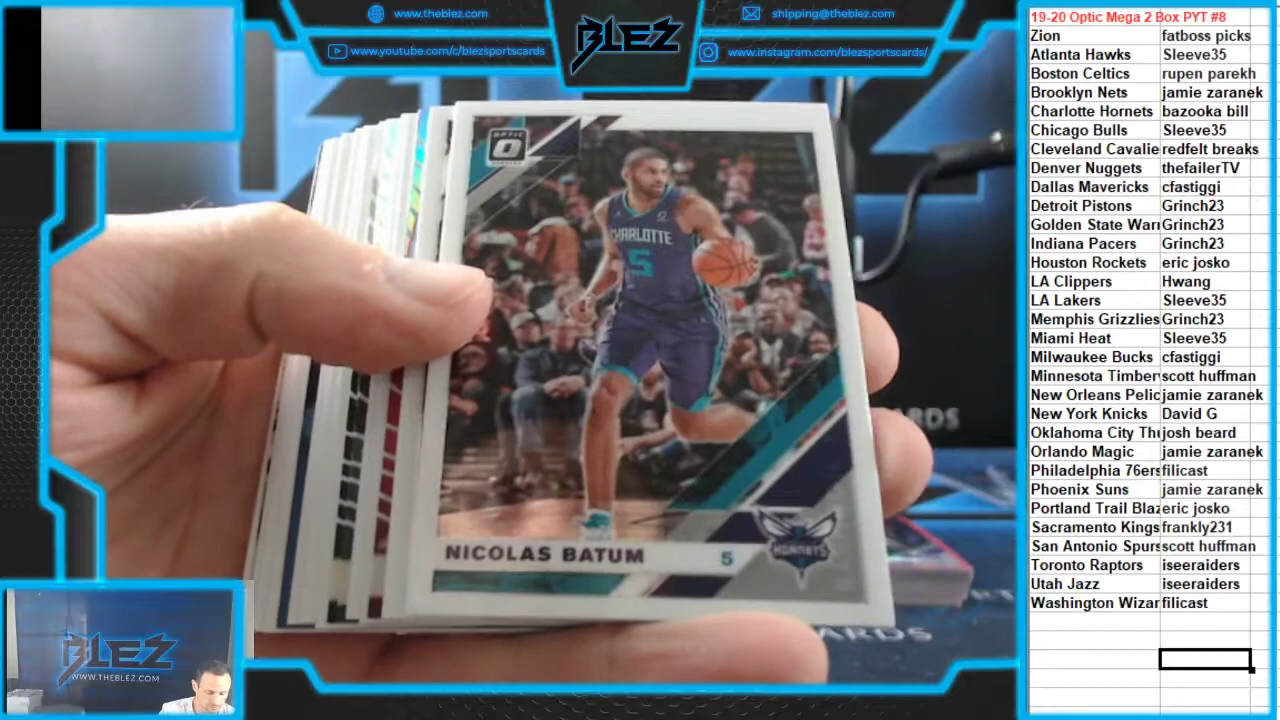 www.theblez.com
shipping@theblez.com
www.youtube.com/c/blezsportscards
www.instagram.com/blezsportscards/
BLEZ
19-20 Optic Mega 2 Box PYT #8
Zion fatboss picks
Atlanta Hawks Sleeve35
Boston Celtics rupen parekh
Brooklyn Nets jamie zaranek
Charlotte Hornets bazooka bill
Chicago Bulls Sleeve35
Cleveland Cavalie redfelt breaks
Denver Nuggets thefailerTV
Dallas Mavericks cfastiggi
Detroit Pistons Grinch23
Golden State Warr Grinch23
Indiana Pacers Grinch23
Houston Rockets eric josko
LA Clippers Hwang
LA Lakers Sleeve35
Memphis Grizzlies Grinch23
Miami Heat Sleeve35
Milwaukee Bucks cfastiggi
Minnesota Timber scott huffman
New Orleans Pelic jamie zaranek
New York Knicks David G
Oklahoma City Thu josh beard
Orlando Magic jamie zaranek
Philadelphia 76ers filicast
Phoenix Suns jamie zaranek
Portland Trail Blaz eric josko
Sacramento Kings frankly231
San Antonio Spurs scott huffman
Toronto Raptors iseeraiders
Utah Jazz iseeraiders
Washington Wizar filicast
OPTIC
CHARLOTTE
5
NICOLAS BATUM 5
HORNETS
CARDS
CARDS
BLEZ
WWW.THEBLEZ.COM